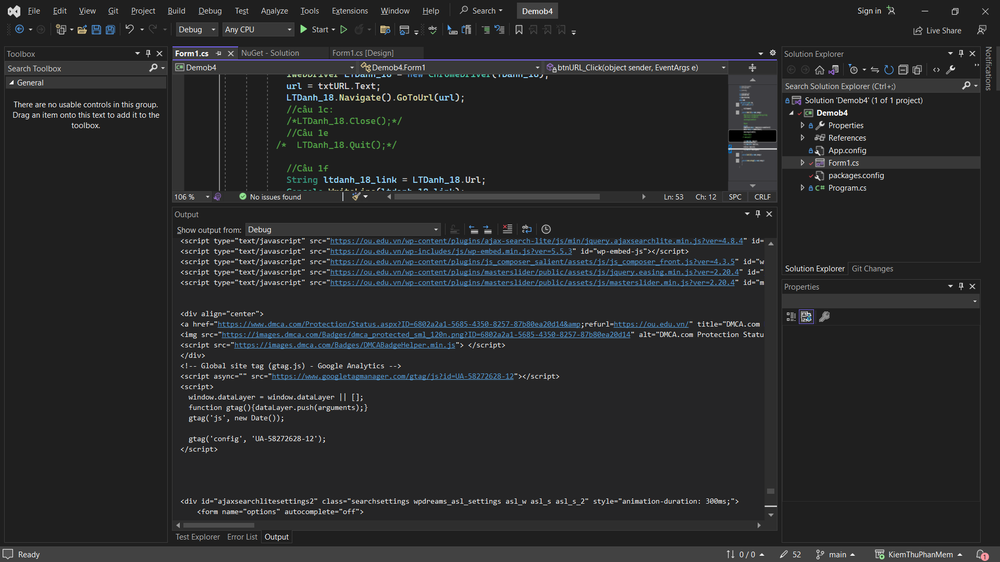 File Edit View Git Project Build Debug Test Analyze Tools Extensions Window Help Search Demob4 Sign in
Debug Any CPU Start Live Share
Toolbox
Search Toolbox
General
There are no usable controls in this group.
Drag an item onto this text to add it to the
toolbox.
Form1.cs NuGet - Solution Form1.cs [Design]
Demob4 Demob4.Form1 btnURL_Click(object sender, EventArgs e)
IWebDriver LTDanh_18 = new ChromeDriver(lDanh_18);
url = txtURL.Text;
LTDanh_18.Navigate().GoToUrl(url);
//câu 1c:
/*LTDanh_18.Close();*/
//Câu 1e
/* LTDanh_18.Quit();*/
//Câu 1f
String ltdanh_18_link = LTDanh_18.Url;
Console.WriteLine(ltdanh_18_link);
106 % No issues found Ln: 53 Ch: 12 SPC CRLF
Output
Show output from: Debug
<script type="text/javascript" src="https://ou.edu.vn/wp-content/plugins/ajax-search-lite/js/min/jquery.ajaxsearchlite.min.js?ver=4.8.4" id=
<script type="text/javascript" src="https://ou.edu.vn/wp-includes/js/wp-embed.min.js?ver=5.5.3" id="wp-embed-js"></script>
<script type="text/javascript" src="https://ou.edu.vn/wp-content/plugins/js_composer_salient/assets/js/js_composer_front.js?ver=4.3.5" id="w
<script type="text/javascript" src="https://ou.edu.vn/wp-content/plugins/masterslider/public/assets/js/jquery.easing.min.js?ver=2.20.4" id="
<script type="text/javascript" src="https://ou.edu.vn/wp-content/plugins/masterslider/public/assets/js/masterslider.min.js?ver=2.20.4" id="m
<div align="center">
<a href="https://www.dmca.com/Protection/Status.aspx?ID=6802a2a1-5685-4350-8257-87b80ea20d14&amp;refurl=https://ou.edu.vn/" title="DMCA.com
<img src="https://images.dmca.com/Badges/dmca_protected_sml_120n.png?ID=6802a2a1-5685-4350-8257-87b80ea20d14" alt="DMCA.com Protection Statu
<script src="https://images.dmca.com/Badges/DMCABadgeHelper.min.js"> </script>
</div>
<!-- Global site tag (gtag.js) - Google Analytics -->
<script async="" src="https://www.googletagmanager.com/gtag/js?id=UA-58272628-12"></script>
<script>
window.dataLayer = window.dataLayer || [];
function gtag(){dataLayer.push(arguments);}
gtag('js', new Date());
gtag('config', 'UA-58272628-12');
</script>
<div id="ajaxsearchlitesettings2" class="searchsettings wpdreams_asl_settings asl_w asl_s asl_s_2" style="animation-duration: 300ms;">
<form name="options" autocomplete="off">
Test Explorer Error List Output
Solution Explorer
Search Solution Explorer (Ctrl+;)
Solution 'Demob4' (1 of 1 project)
Demob4
Properties
References
App.config
Form1.cs
packages.config
Program.cs
Solution Explorer Git Changes
Properties
Notifications
Ready 0 / 0 52 main KiemThuPhanMem 1